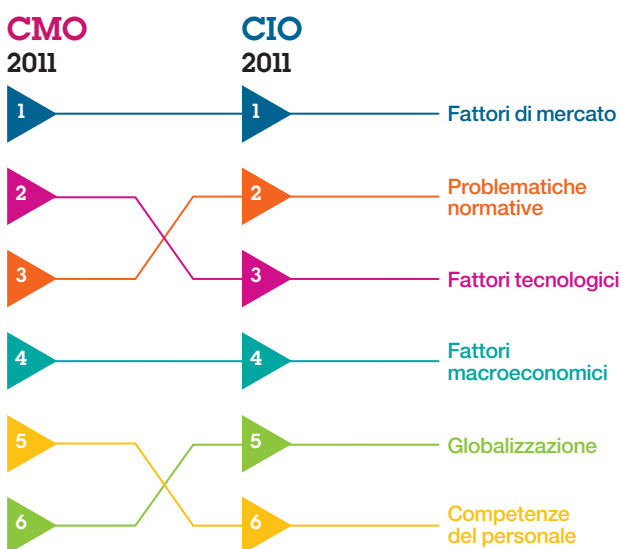 CMO CIO
2011 2011
1 1 Fattori di mercato
2 2 Problematiche
normative
3 3 Fattori tecnologici
4 4 Fattori
macroeconomici
5 5 Globalizzazione
6 6 Competenze
del personale